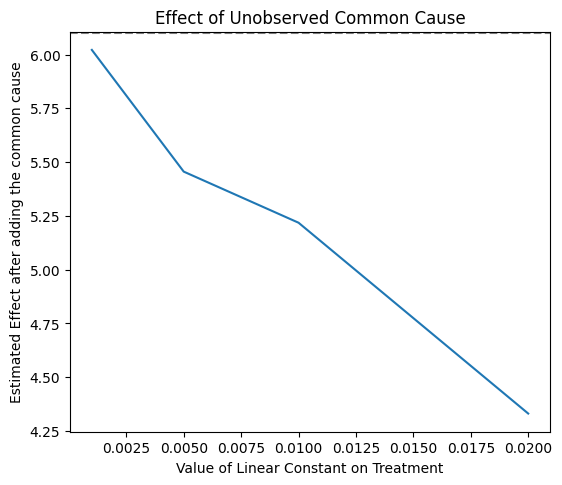 Effect of Unobserved Common Cause
Estimated Effect after adding the common cause
6.00
5.75
5.50
5.25
5.00
4.75
4.50
4.25
0.0025 0.0050 0.0075 0.0100 0.0125 0.0150 0.0175 0.0200
Value of Linear Constant on Treatment